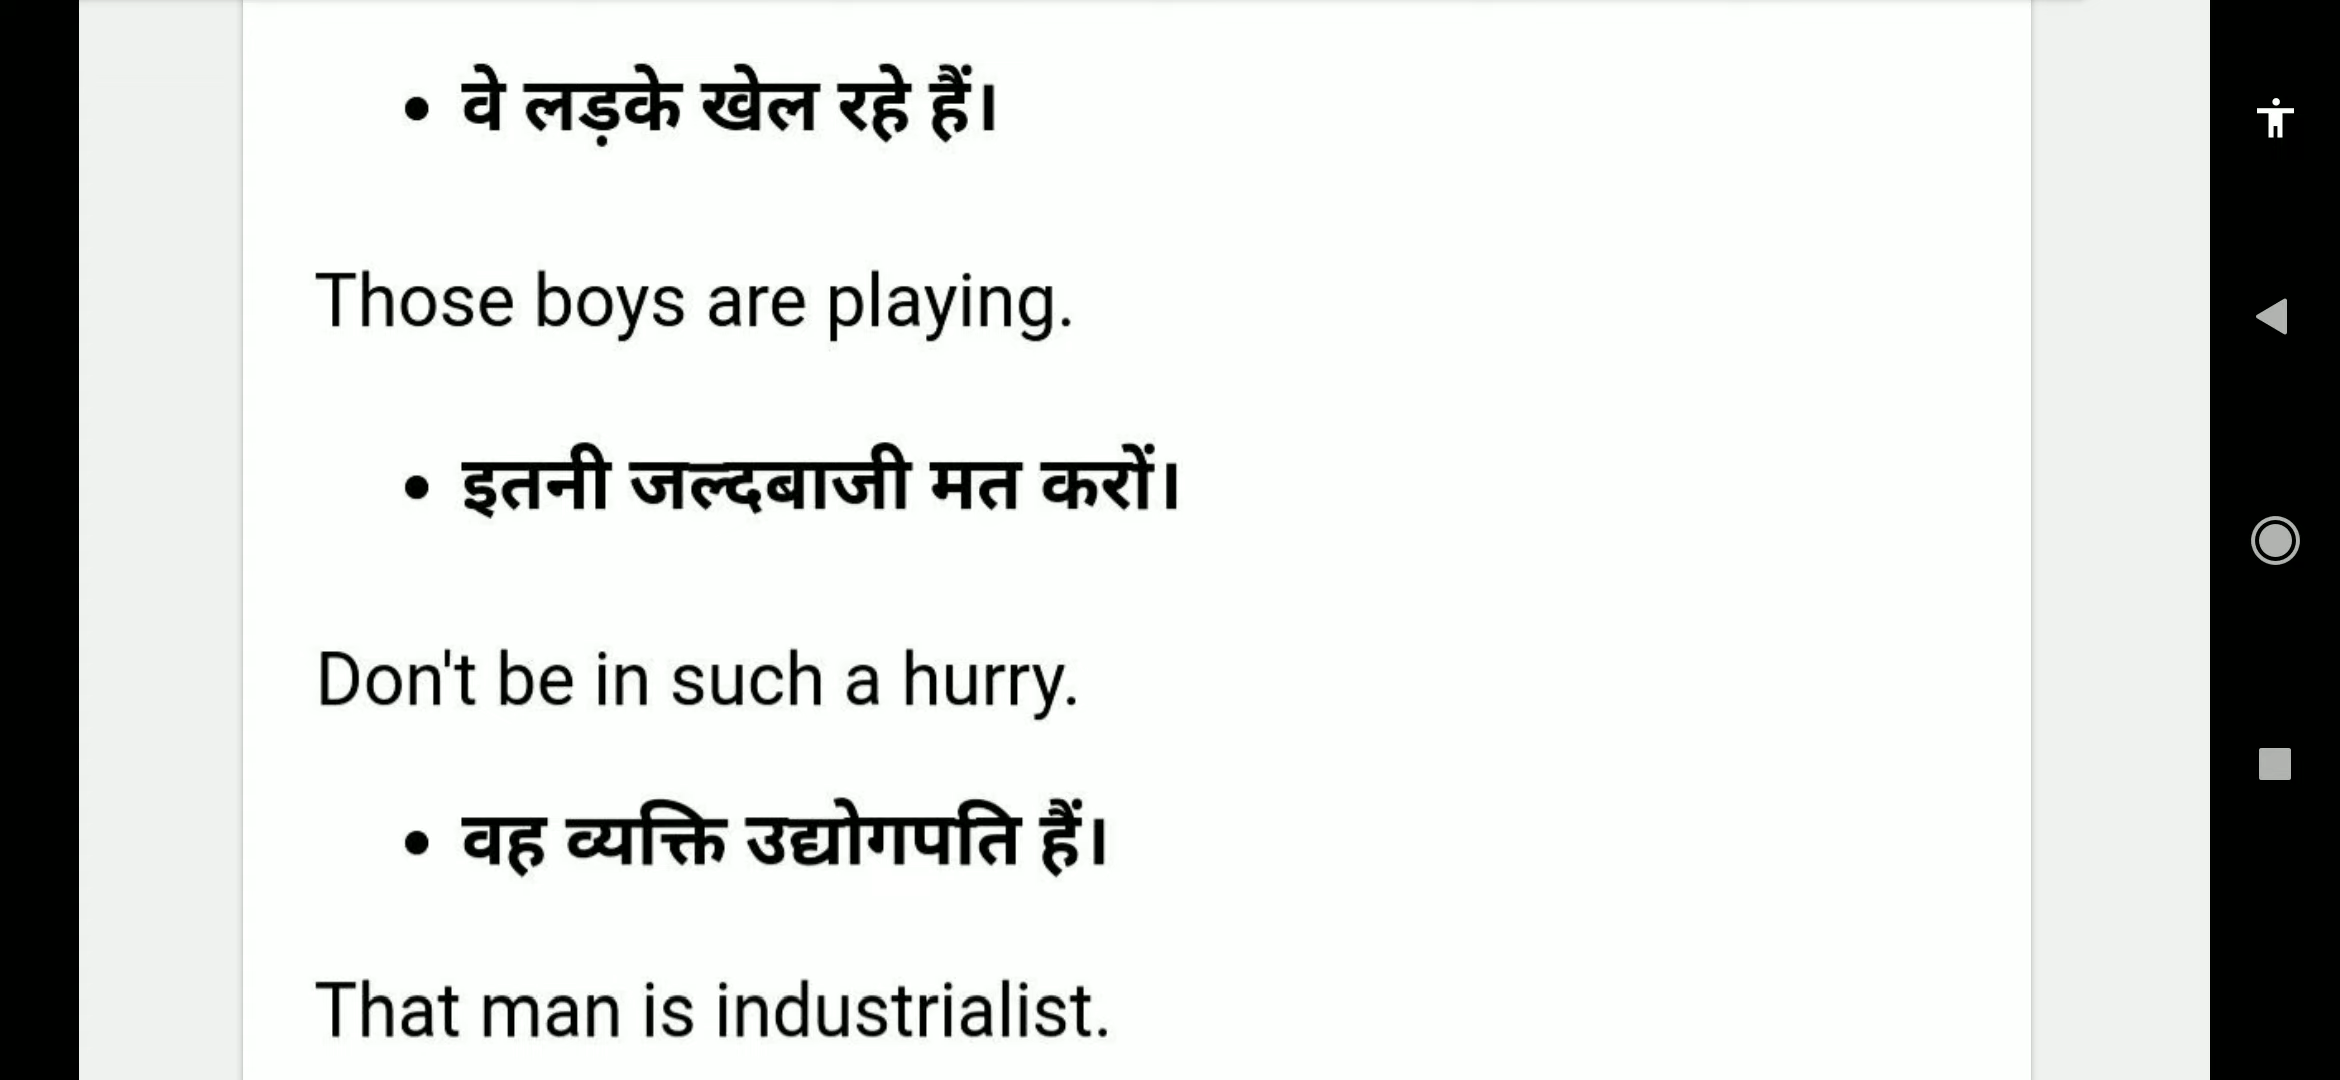 • वे लड़के खेल रहे हैं।
Those boys are playing.
• इतनी जल्दबाजी मत करों।
Don't be in such a hurry.
• वह व्यक्ति उद्योगपति हैं।
That man is industrialist.